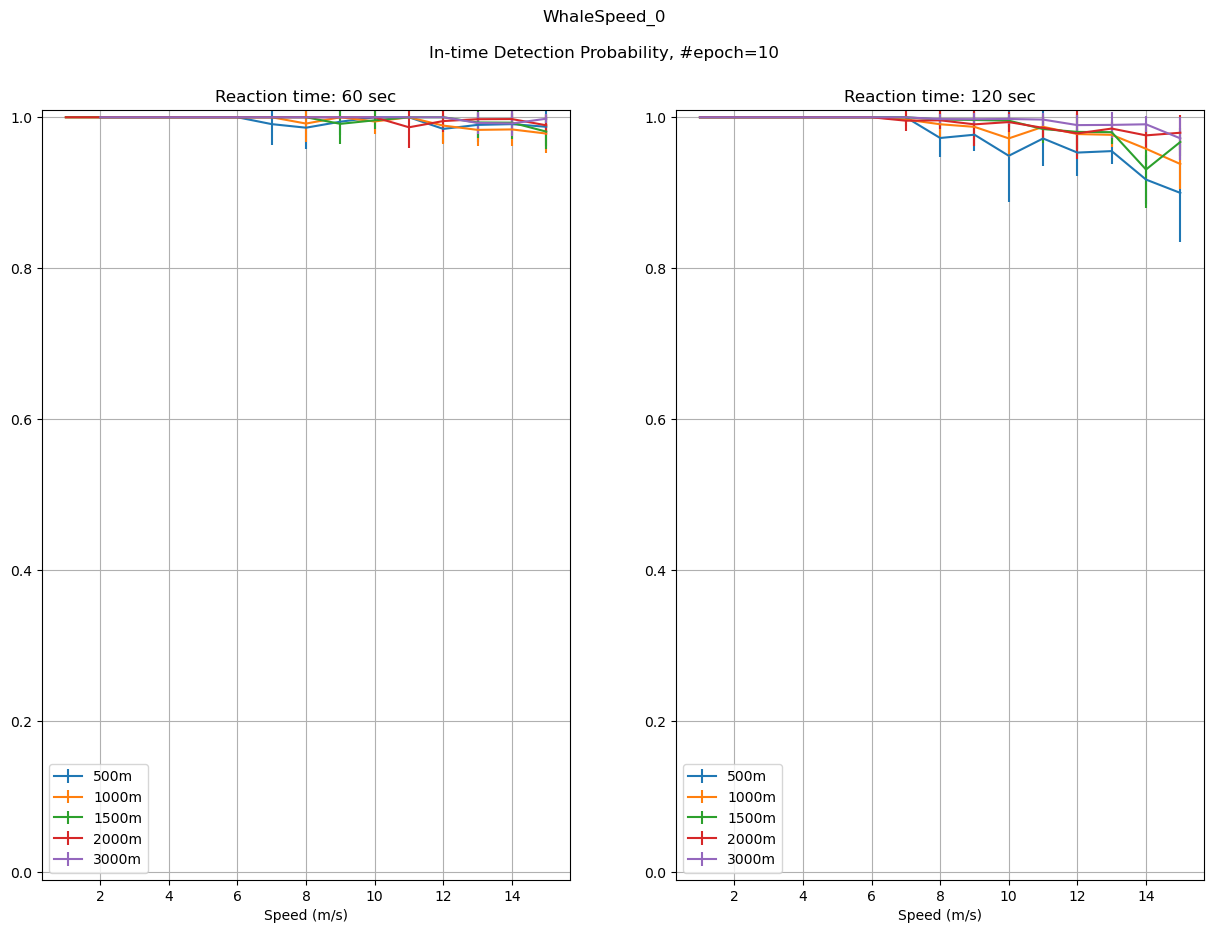 WhaleSpeed_0
In-time Detection Probability, #epoch=10
Reaction time: 60 sec
1.0
0.8
0.6
0.4
0.2
0.0
500m
1000m
1500m
2000m
3000m
2 4 6 8 10 12 14
Speed (m/s)
Reaction time: 120 sec
1.0
0.8
0.6
0.4
0.2
0.0
500m
1000m
1500m
2000m
3000m
2 4 6 8 10 12 14
Speed (m/s)